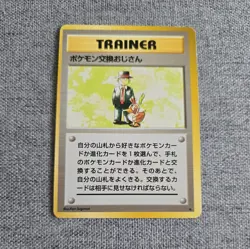 TRAINER
ポケモン交換おじさん
自分の山札から好きなポケモンカー
ドか進化カードを1枚選んで、手札
のポケモンカードか進化カードと
交換することができる。そのあとで、
自分の山札をよくきる。交換するカ
ードは相手に見せなければならない。